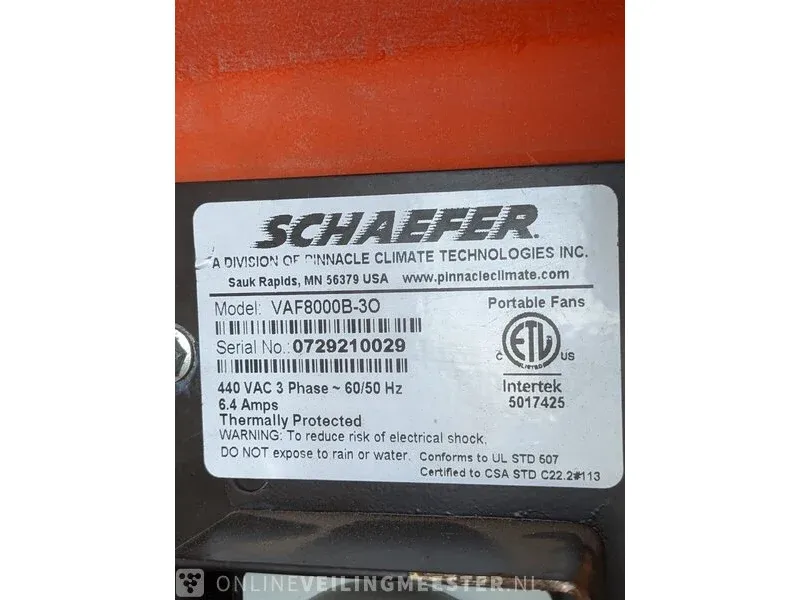 SCHAEFER®
A DIVISION OF PINNACLE CLIMATE TECHNOLOGIES INC.
Sauk Rapids, MN 56379 USA www.pinnacleclimate.com
Model: VAF8000B-3O
Portable Fans
Serial No.: 0729210029
ETL
C US
LISTED
Intertek
5017425
440 VAC 3 Phase ~ 60/50 Hz
6.4 Amps
Thermally Protected
WARNING: To reduce risk of electrical shock.
DO NOT expose to rain or water. Conforms to UL STD 507
Certified to CSA STD C22.2#113
ONLINEVEILINGMEESTER.NL